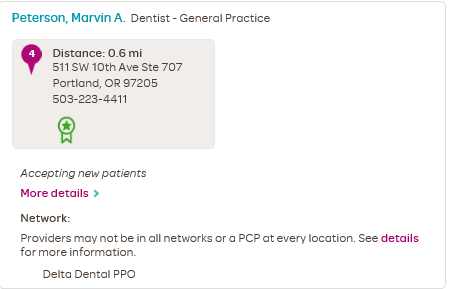 Peterson, Marvin A. Dentist - General Practice
4
Distance: 0.6 mi
511 SW 10th Ave Ste 707
Portland, OR 97205
503-223-4411
Accepting new patients
More details >
Network:
Providers may not be in all networks or a PCP at every location. See details
for more information.
Delta Dental PPO